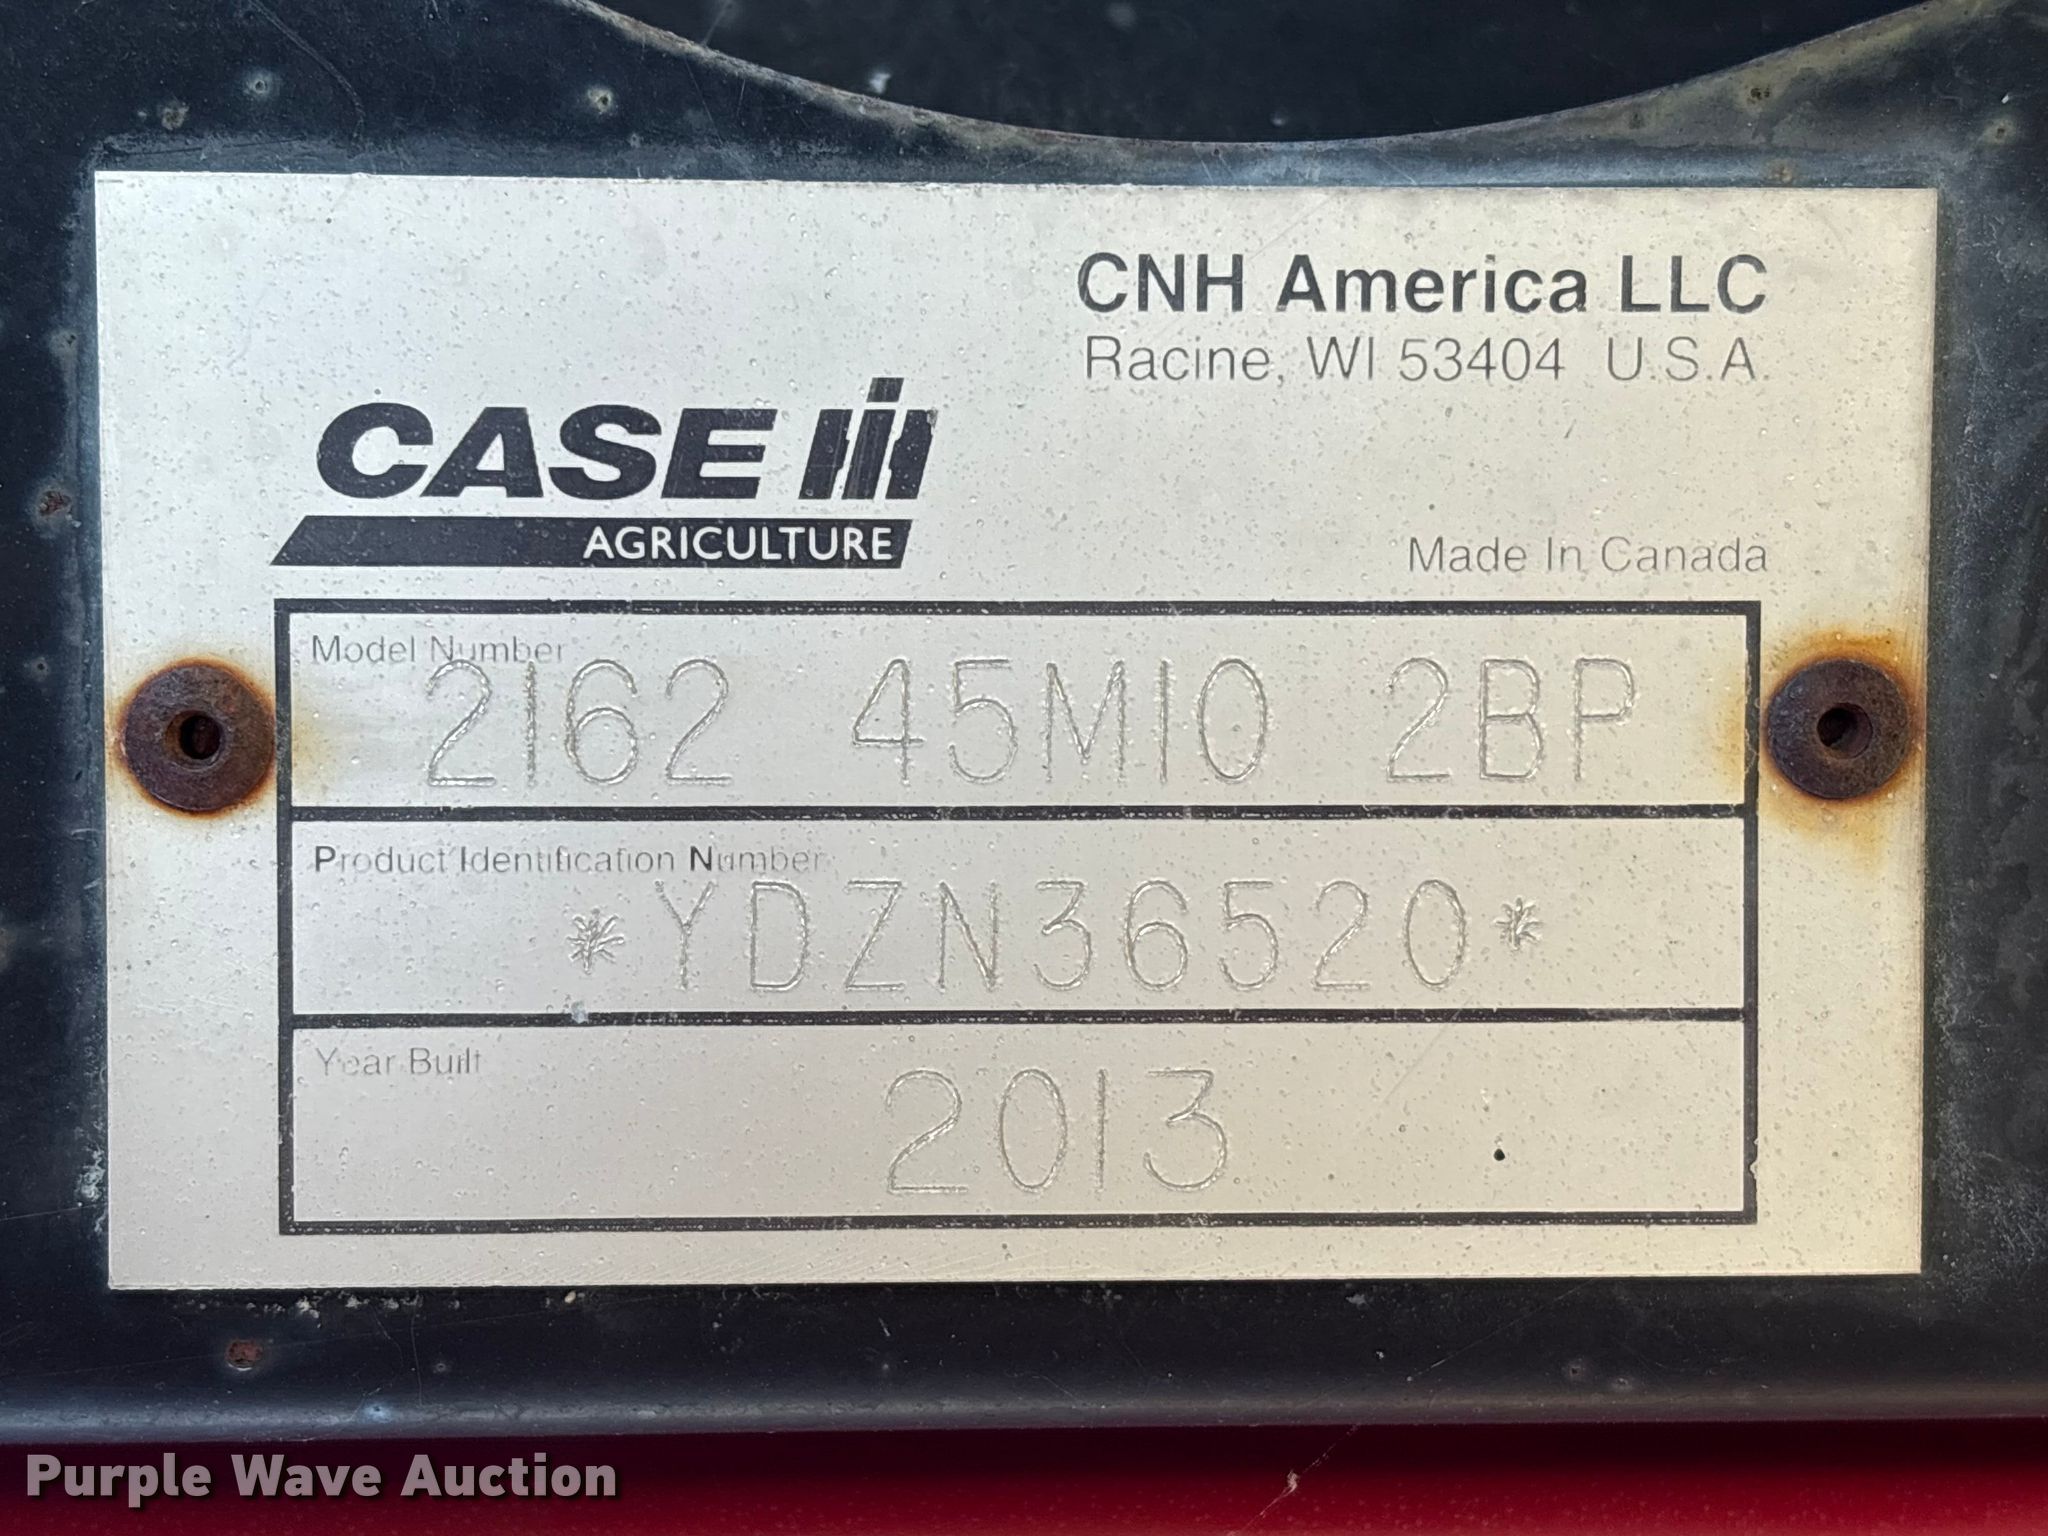 CNH America LLC
Racine, WI 53404 U.S.A.
CASE IH
AGRICULTURE
Made In Canada
Model Number
2162 45M10 2BP
Product Identification Number
*YDZN36520*
Year Built
2013
Purple Wave Auction